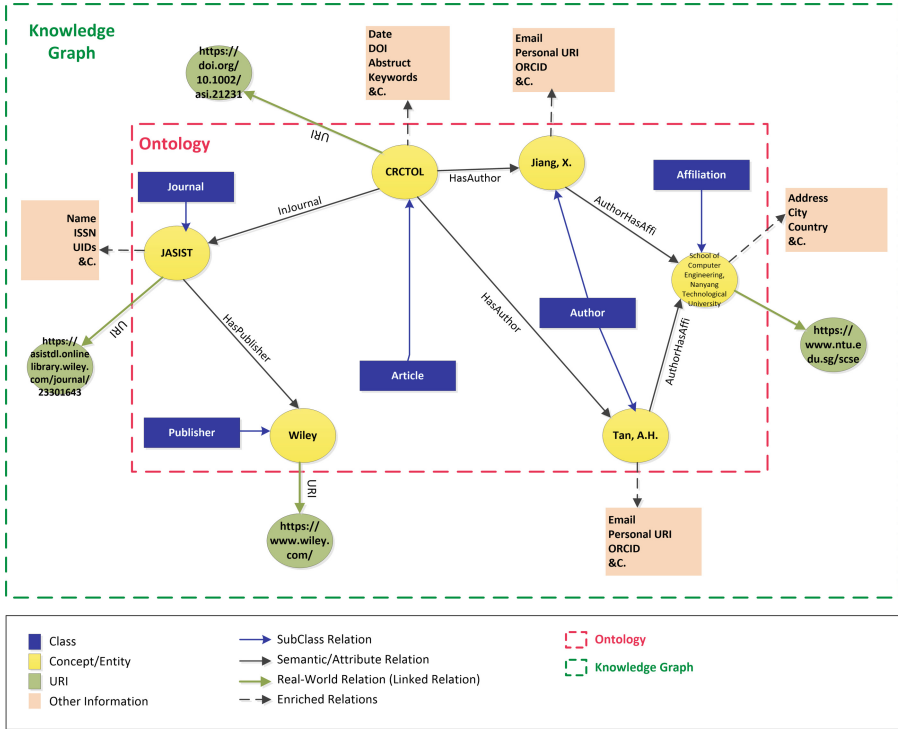 Knowledge
Graph
https://
doi.org/
10.1002/
asi.21231
Date
DOI
Abstruct
Keywords
&C.
Email
Personal URI
ORCID
&C.
URI
Ontology
CRCTOL
HasAuthor
Jiang, X.
Journal
Affiliation
InJournal
AuthorHasAffi
Address
City
Country
&C.
Name
ISSN
UIDs
&C.
JASIST
School of
Computer
Engineering,
Nanyang
Technological
University
URI
HasPublisher
HasAuthor
Author
AuthorHasAffi
https://
asistdl.online
library.wiley.
com/journal/
23301643
https://
www.ntu.e
du.sg/scse
Article
Publisher
Wiley
Tan, A.H.
URI
https://
www.wiley.
com/
Email
Personal URI
ORCID
&C.
Class
Concept/Entity
URI
Other Information
SubClass Relation
Semantic/Attribute Relation
Real-World Relation (Linked Relation)
Enriched Relations
Ontology
Knowledge Graph